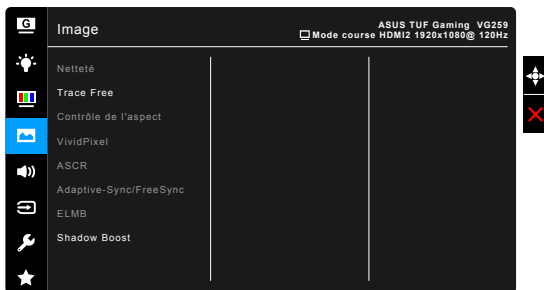 G
Image
ASUS TUF Gaming VG259
Mode course HDMI2 1920x1080@ 120Hz
Netteté
Trace Free
Contrôle de l'aspect
VividPixel
ASCR
Adaptive-Sync/FreeSync
ELMB
Shadow Boost